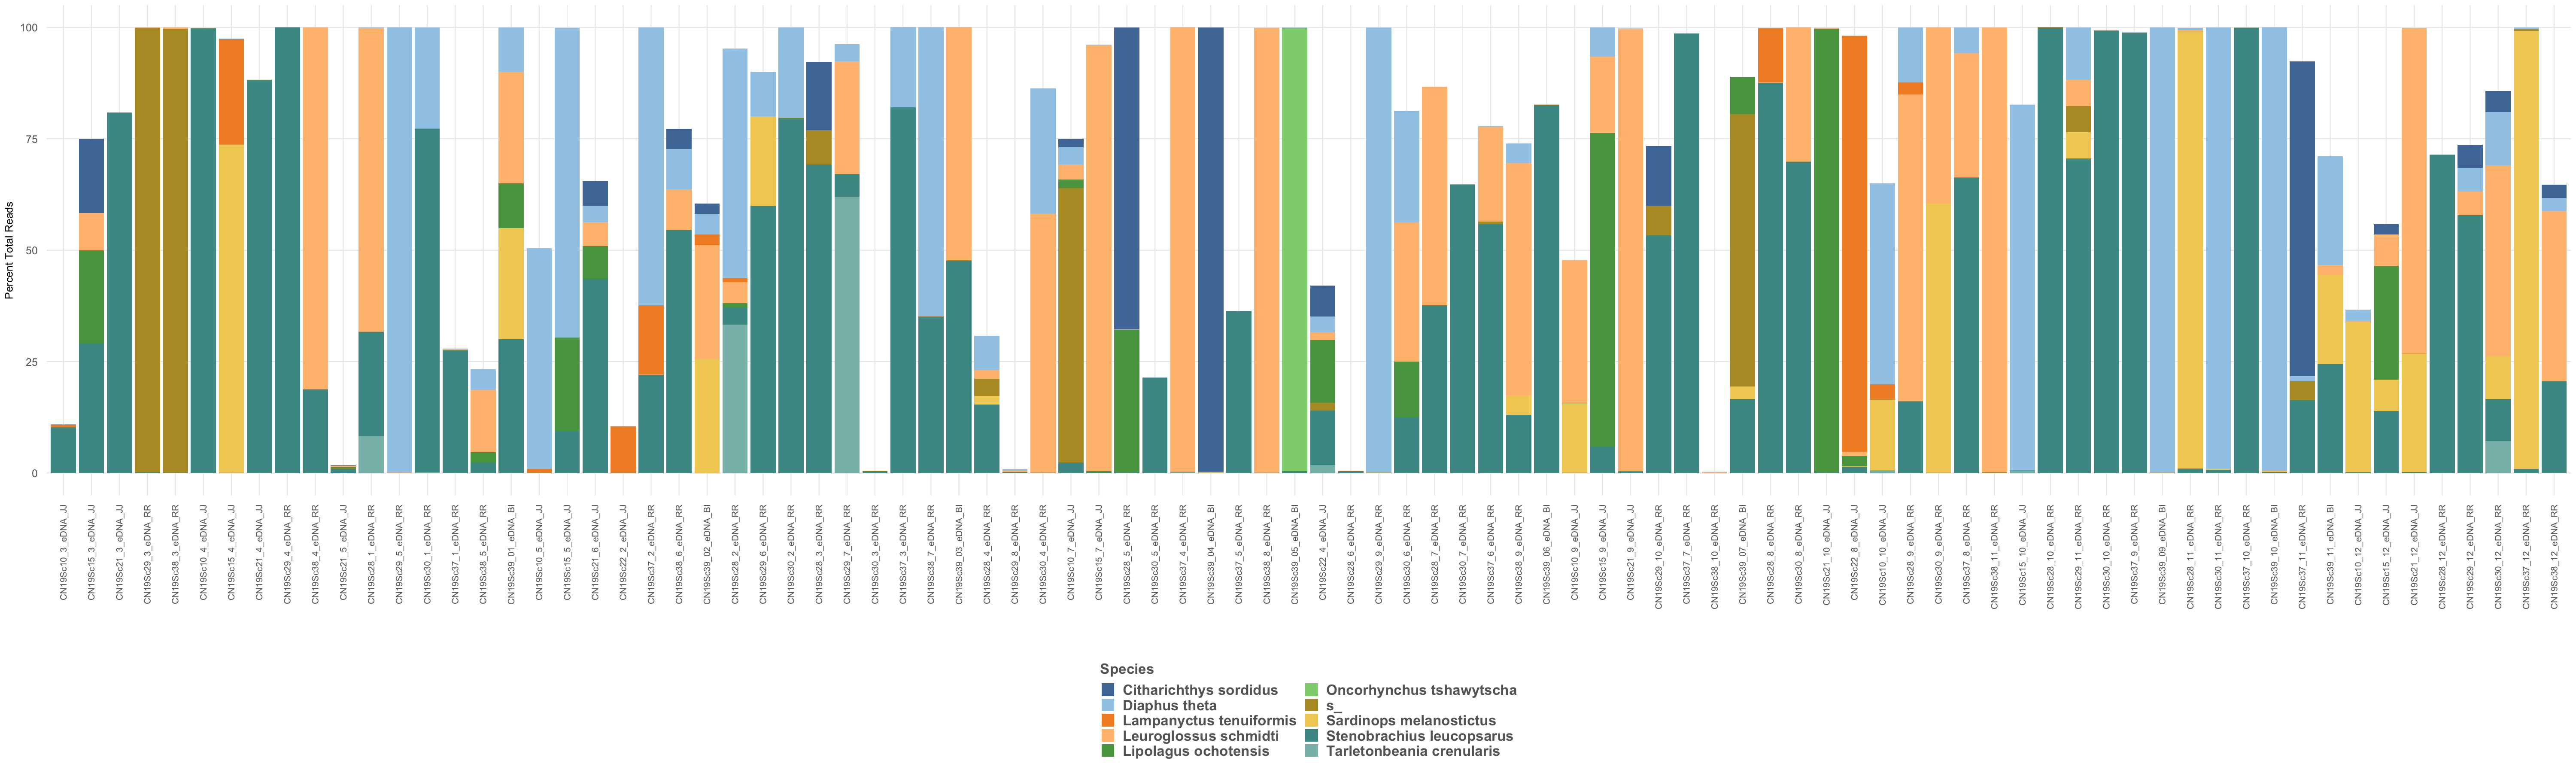 100
75
50
25
0
Percent Total Reads
CN19Sc10_3_eDNA_JJ
CN19Sc15_3_eDNA_JJ
CN19Sc21_3_eDNA_JJ
CN19Sc29_3_eDNA_RR
CN19Sc38_3_eDNA_RR
CN19Sc10_4_eDNA_JJ
CN19Sc15_4_eDNA_JJ
CN19Sc21_4_eDNA_JJ
CN19Sc29_4_eDNA_RR
CN19Sc38_4_eDNA_RR
CN19Sc21_5_eDNA_JJ
CN19Sc28_1_eDNA_RR
CN19Sc29_5_eDNA_RR
CN19Sc30_1_eDNA_RR
CN19Sc37_1_eDNA_RR
CN19Sc38_5_eDNA_RR
CN19Sc39_01_eDNA_BI
CN19Sc10_5_eDNA_JJ
CN19Sc15_5_eDNA_JJ
CN19Sc21_6_eDNA_JJ
CN19Sc22_2_eDNA_JJ
CN19Sc37_2_eDNA_RR
CN19Sc38_6_eDNA_RR
CN19Sc39_02_eDNA_BI
CN19Sc28_2_eDNA_RR
CN19Sc29_6_eDNA_RR
CN19Sc30_2_eDNA_RR
CN19Sc28_3_eDNA_RR
CN19Sc29_7_eDNA_RR
CN19Sc30_3_eDNA_RR
CN19Sc37_3_eDNA_RR
CN19Sc38_7_eDNA_RR
CN19Sc39_03_eDNA_BI
CN19Sc28_4_eDNA_RR
CN19Sc29_8_eDNA_RR
CN19Sc30_4_eDNA_RR
CN19Sc10_7_eDNA_JJ
CN19Sc15_7_eDNA_JJ
CN19Sc28_5_eDNA_RR
CN19Sc30_5_eDNA_RR
CN19Sc37_4_eDNA_RR
CN19Sc39_04_eDNA_BI
CN19Sc37_5_eDNA_RR
CN19Sc38_8_eDNA_RR
CN19Sc39_05_eDNA_BI
CN19Sc22_4_eDNA_JJ
CN19Sc28_6_eDNA_RR
CN19Sc29_9_eDNA_RR
CN19Sc30_6_eDNA_RR
CN19Sc28_7_eDNA_RR
CN19Sc30_7_eDNA_RR
CN19Sc37_6_eDNA_RR
CN19Sc38_9_eDNA_RR
CN19Sc39_06_eDNA_BI
CN19Sc10_9_eDNA_JJ
CN19Sc15_9_eDNA_JJ
CN19Sc21_9_eDNA_JJ
CN19Sc29_10_eDNA_RR
CN19Sc37_7_eDNA_RR
CN19Sc38_10_eDNA_RR
CN19Sc39_07_eDNA_BI
CN19Sc28_8_eDNA_RR
CN19Sc30_8_eDNA_RR
CN19Sc21_10_eDNA_JJ
CN19Sc22_8_eDNA_JJ
CN19Sc10_10_eDNA_JJ
CN19Sc28_9_eDNA_RR
CN19Sc30_9_eDNA_RR
CN19Sc37_8_eDNA_RR
CN19Sc38_11_eDNA_RR
CN19Sc15_10_eDNA_JJ
CN19Sc28_10_eDNA_RR
CN19Sc29_11_eDNA_RR
CN19Sc30_10_eDNA_RR
CN19Sc37_9_eDNA_RR
CN19Sc39_09_eDNA_BI
CN19Sc28_11_eDNA_RR
CN19Sc30_11_eDNA_RR
CN19Sc37_10_eDNA_RR
CN19Sc39_10_eDNA_BI
CN19Sc37_11_eDNA_RR
CN19Sc39_11_eDNA_BI
CN19Sc10_12_eDNA_JJ
CN19Sc15_12_eDNA_JJ
CN19Sc21_12_eDNA_JJ
CN19Sc28_12_eDNA_RR
CN19Sc29_12_eDNA_RR
CN19Sc30_12_eDNA_RR
CN19Sc37_12_eDNA_RR
CN19Sc38_12_eDNA_RR
Species
Citharichthys sordidus
Diaphus theta
Lampanyctus tenuiformis
Leuroglossus schmidti
Lipolagus ochotensis
Oncorhynchus tshawytscha
s_
Sardinops melanostictus
Stenobrachius leucopsarus
Tarletonbeania crenularis